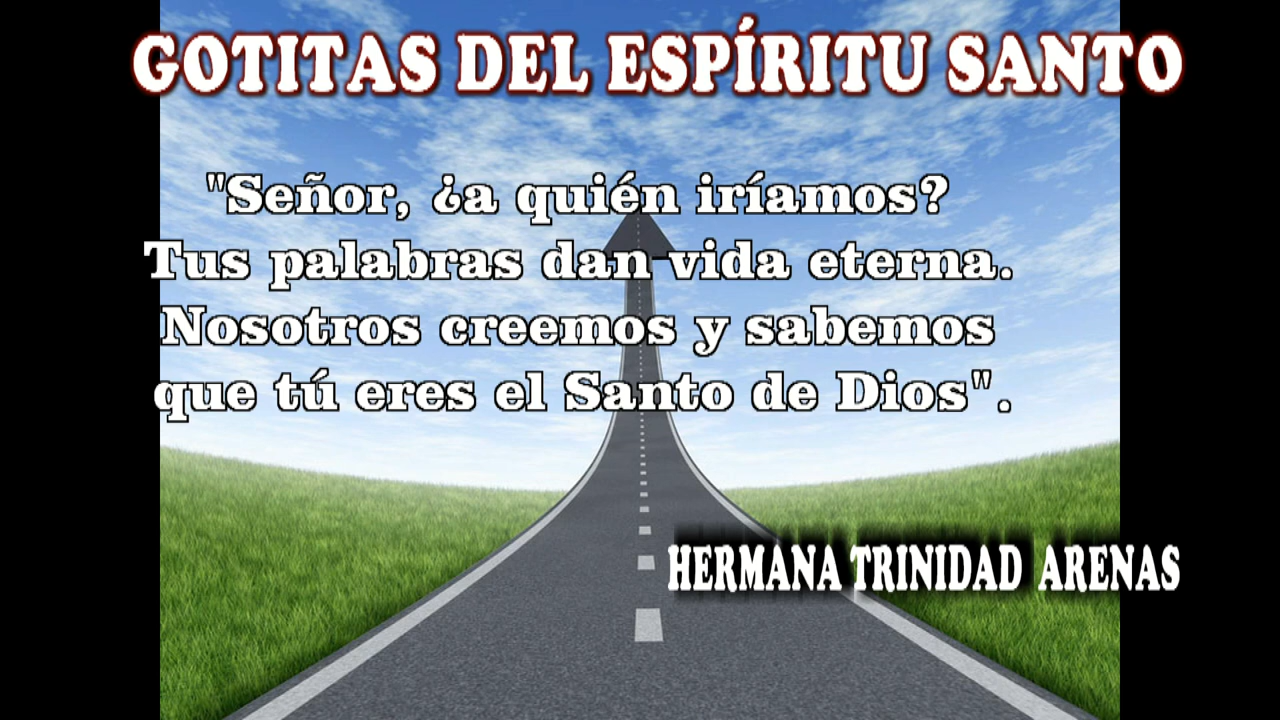 GOTITAS DEL ESPÍRITU SANTO
"Señor, ¿a quién iríamos?
Tus palabras dan vida eterna.
Nosotros creemos y sabemos
que tú eres el Santo de Dios".
HERMANA TRINIDAD ARENAS